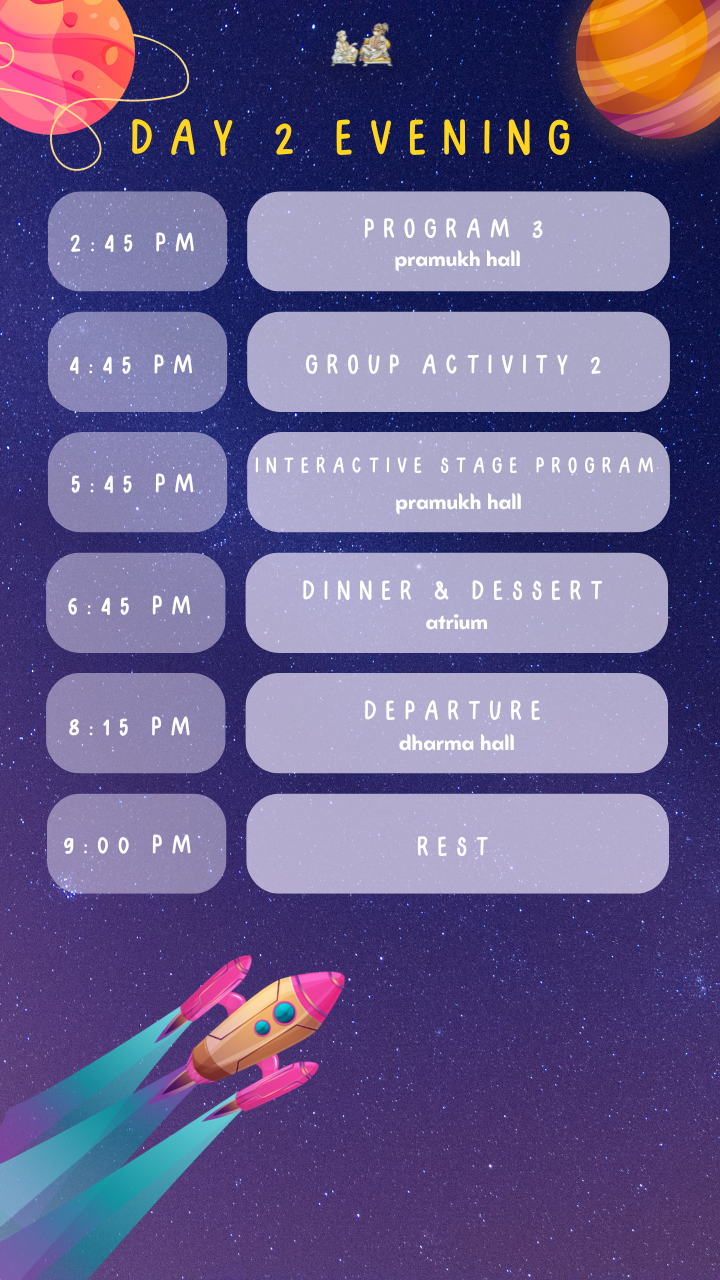 DAY 2 EVENING
2:45 PM
PROGRAM 3
pramukh hall
4:45 PM
GROUP ACTIVITY 2
5:45 PM
INTERACTIVE STAGE PROGRAM
pramukh hall
6:45 PM
DINNER & DESSERT
atrium
8:15 PM
DEPARTURE
dharma hall
9:00 PM
REST